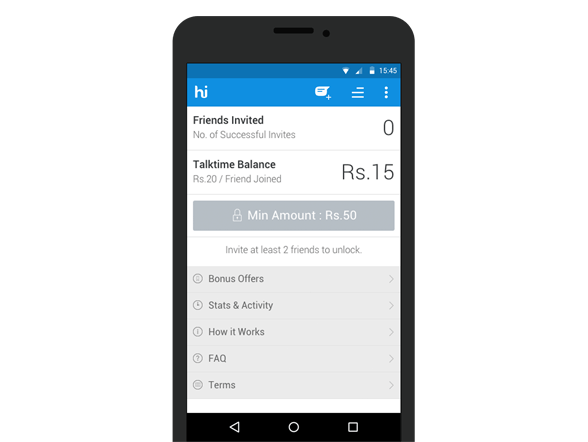 15:45
hi
Friends Invited
No. of Successful Invites
0
Talktime Balance
Rs.20 / Friend Joined
Rs.15
Min Amount : Rs.50
Invite at least 2 friends to unlock.
Bonus Offers
Stats & Activity
How it Works
FAQ
Terms